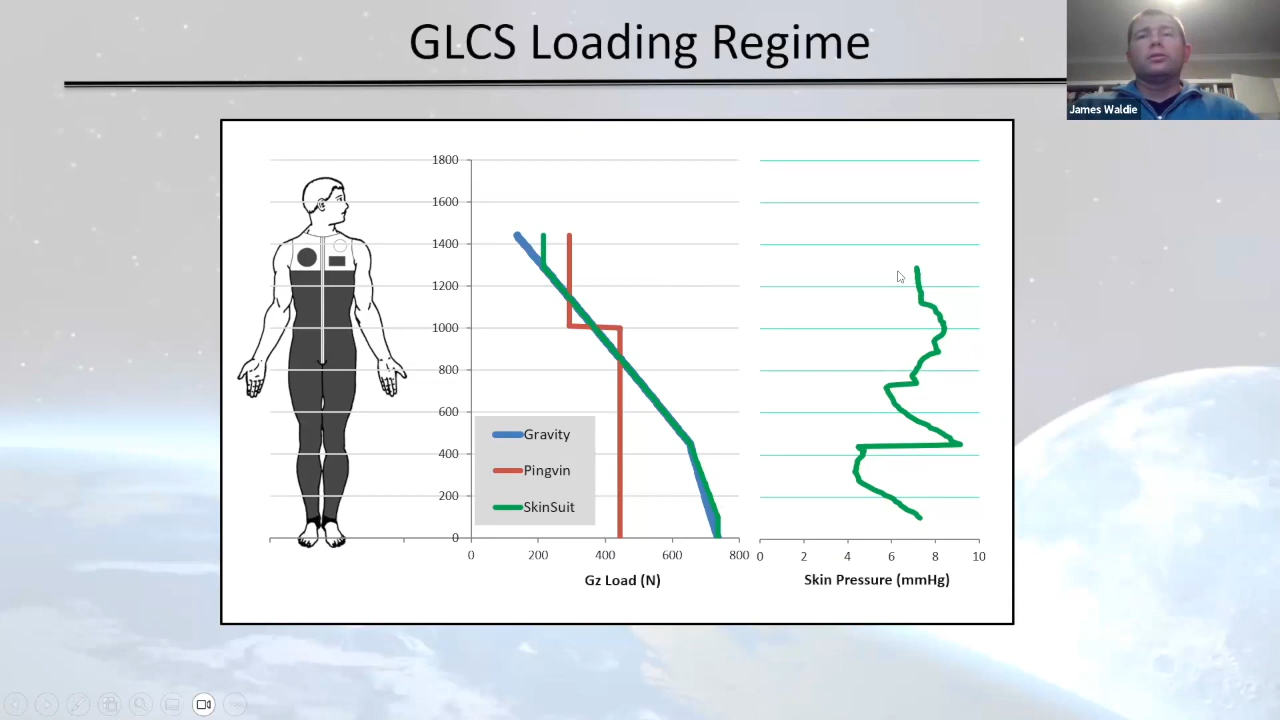 GLCS Loading Regime
James Waldie
1800
1600
1400
1200
1000
800
600
400
200
0
Gravity
Pingvin
SkinSuit
0 200 400 600 800
Gz Load (N)
0 2 4 6 8 10
Skin Pressure (mmHg)